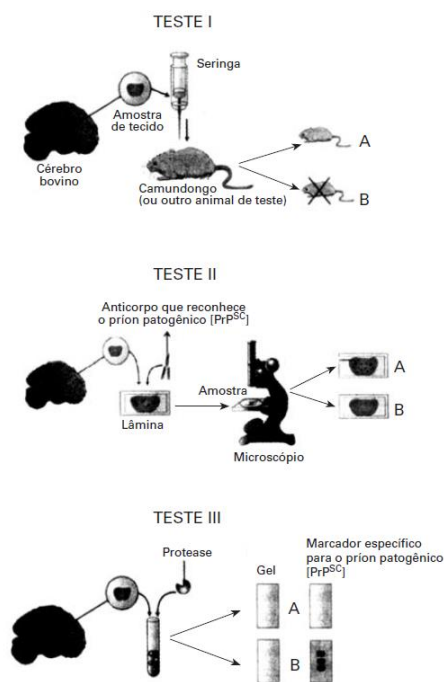 TESTE I
Seringa
Amostra
de tecido
Cérebro
bovino
Camundongo
(ou outro animal de teste)
A
B
TESTE II
Anticorpo que reconhece
o príon patogênico [PrPSC]
Lâmina
Amostra
Microscópio
A
B
TESTE III
Protease
Gel
Marcador específico
para o príon patogênico
[PrPSC]
A
B